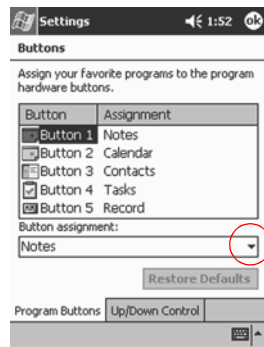 Settings 1:52 ok
Buttons
Assign your favorite programs to the program
hardware buttons.
Button Assignment
Button 1 Notes
Button 2 Calendar
Button 3 Contacts
Button 4 Tasks
Button 5 Record
Button assignment:
Notes
Restore Defaults
Program Buttons Up/Down Control